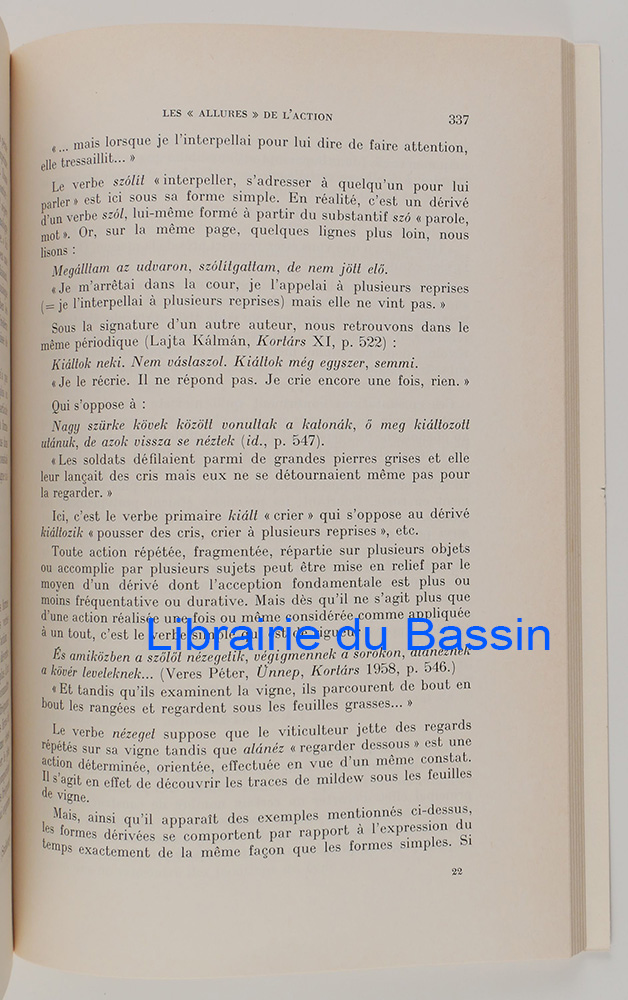 LES « ALLURES » DE L'ACTION 337
«... mais lorsque je l'interpellai pour lui dire de faire attention,
elle tressaillit... »
Le verbe szólít « interpeller, s'adresser à quelqu'un pour lui
parler » est ici sous sa forme simple. En réalité, c'est un dérivé
d'un verbe szól, lui-même formé à partir du substantif szó « parole,
mot ». Or, sur la même page, quelques lignes plus loin, nous
lisons :
Megálltam az udvaron, szólítgattam, de nem jött elő.
« Je m'arrêtai dans la cour, je l'appelai à plusieurs reprises
(= je l'interpellai à plusieurs reprises) mais elle ne vint pas. »
Sous la signature d'un autre auteur, nous retrouvons dans le
même périodique (Lajta Kálmán, Kortárs XI, p. 522) :
Kiáltok neki. Nem váslaszol. Kiáltok még egyszer, semmi.
« Je le récrie. Il ne répond pas. Je crie encore une fois, rien. »
Qui s'oppose à :
Nagy szürke kövek között vonultak a katonák, ő meg kiáltozott
utánuk, de azok vissza se néztek (id., p. 547).
« Les soldats défilaient parmi de grandes pierres grises et elle
leur lançait des cris mais eux ne se détournaient même pas pour
la regarder. »
Ici, c'est le verbe primaire kiált « crier » qui s'oppose au dérivé
kiáltozik « pousser des cris, crier à plusieurs reprises », etc.
Toute action répétée, fragmentée, répartie sur plusieurs objets
ou accomplie par plusieurs sujets peut être mise en relief par le
moyen d'un dérivé dont l'acception fondamentale est plus ou
moins fréquentative ou durative. Mais dès qu'il ne s'agit plus que
d'une action réalisée une fois ou même considérée comme appliquée
à un tout, c'est le verbe simple qui est de rigueur
Librairie du Bassin
És amiközben a szőlőt nézegetik, végigmennek a sorokon, alánéznek
a kövér leveleknek... (Veres Péter, Ünnep, Kortárs 1958, p. 546.)
« Et tandis qu'ils examinent la vigne, ils parcourent de bout en
bout les rangées et regardent sous les feuilles grasses... »
Le verbe nézeget suppose que le viticulteur jette des regards
répétés sur sa vigne tandis que alánéz « regarder dessous » est une
action déterminée, orientée, effectuée en vue d'un même constat.
Il s'agit en effet de découvrir les traces de mildew sous les feuilles
de vigne.
Mais, ainsi qu'il apparaît des exemples mentionnés ci-dessus,
les formes dérivées se comportent par rapport à l'expression du
temps exactement de la même façon que les formes simples. Si
22